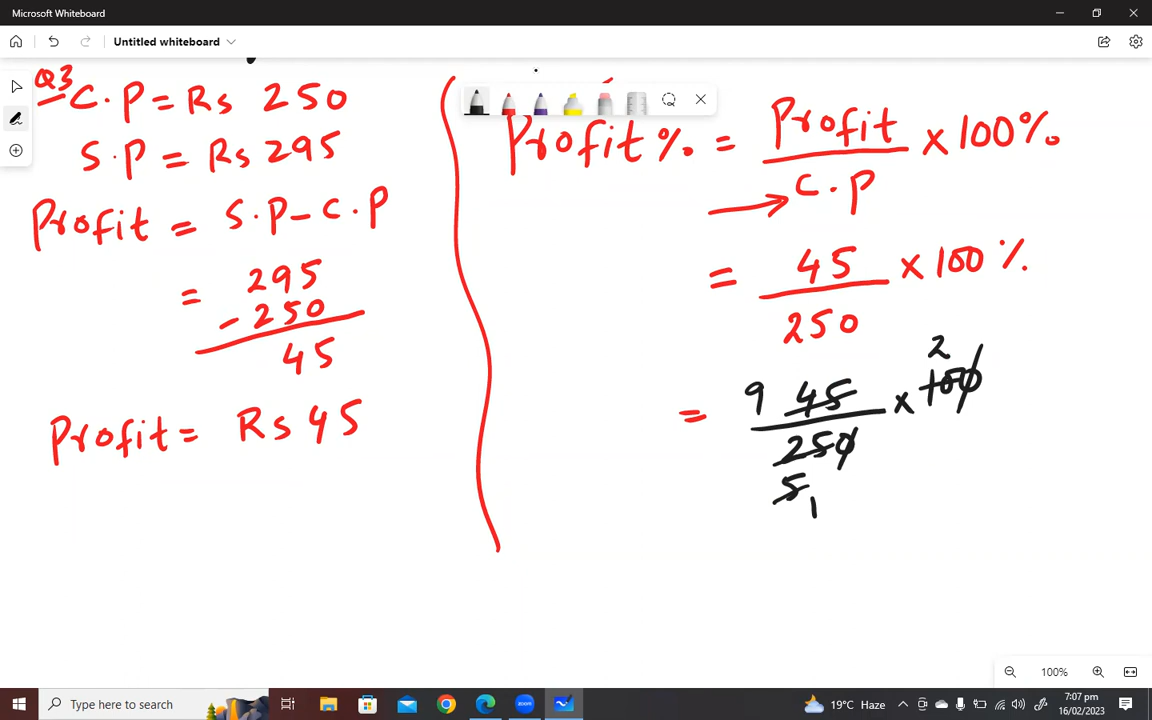 Microsoft Whiteboard
Untitled whiteboard
Q3 C.P = Rs 250
S.P = Rs 295
Profit = S.P - C.P
= 295
- 250
45
Profit = Rs 45
Profit % = Profit × 100%
C.P
= 45 × 100 %
250
2
= 9 45 × 100
250
5
1
100%
Type here to search
zoom
19°C Haze
7:07 pm
16/02/2023